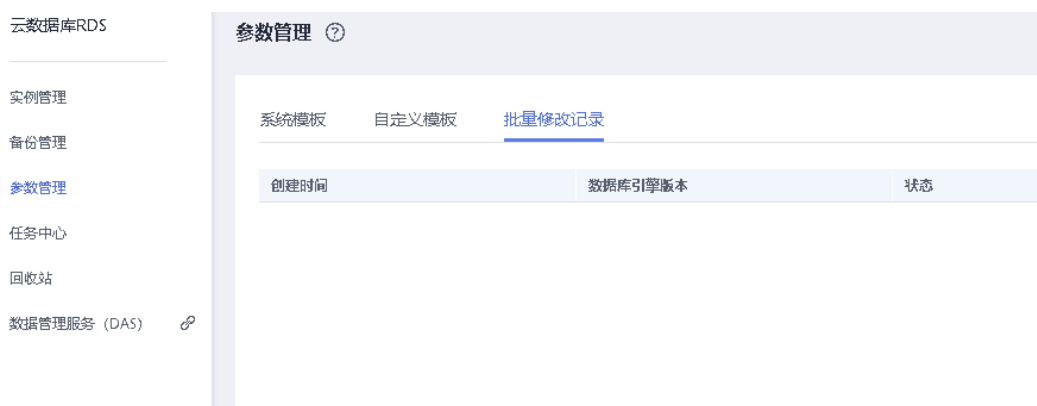 云数据库RDS
实例管理
备份管理
参数管理
任务中心
回收站
数据管理服务（DAS）
参数管理 ?
系统模板 自定义模板 批量修改记录
创建时间 数据库引擎版本 状态